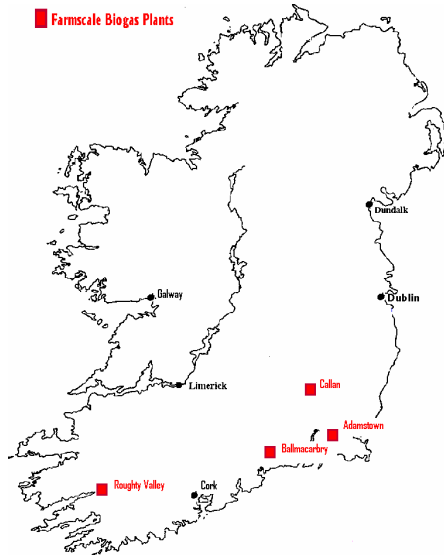 Farmscale Biogas Plants
Dundalk
Galway
Dublin
Limerick
Callan
Adamstown
Ballmacarbry
Roughty Valley
Cork